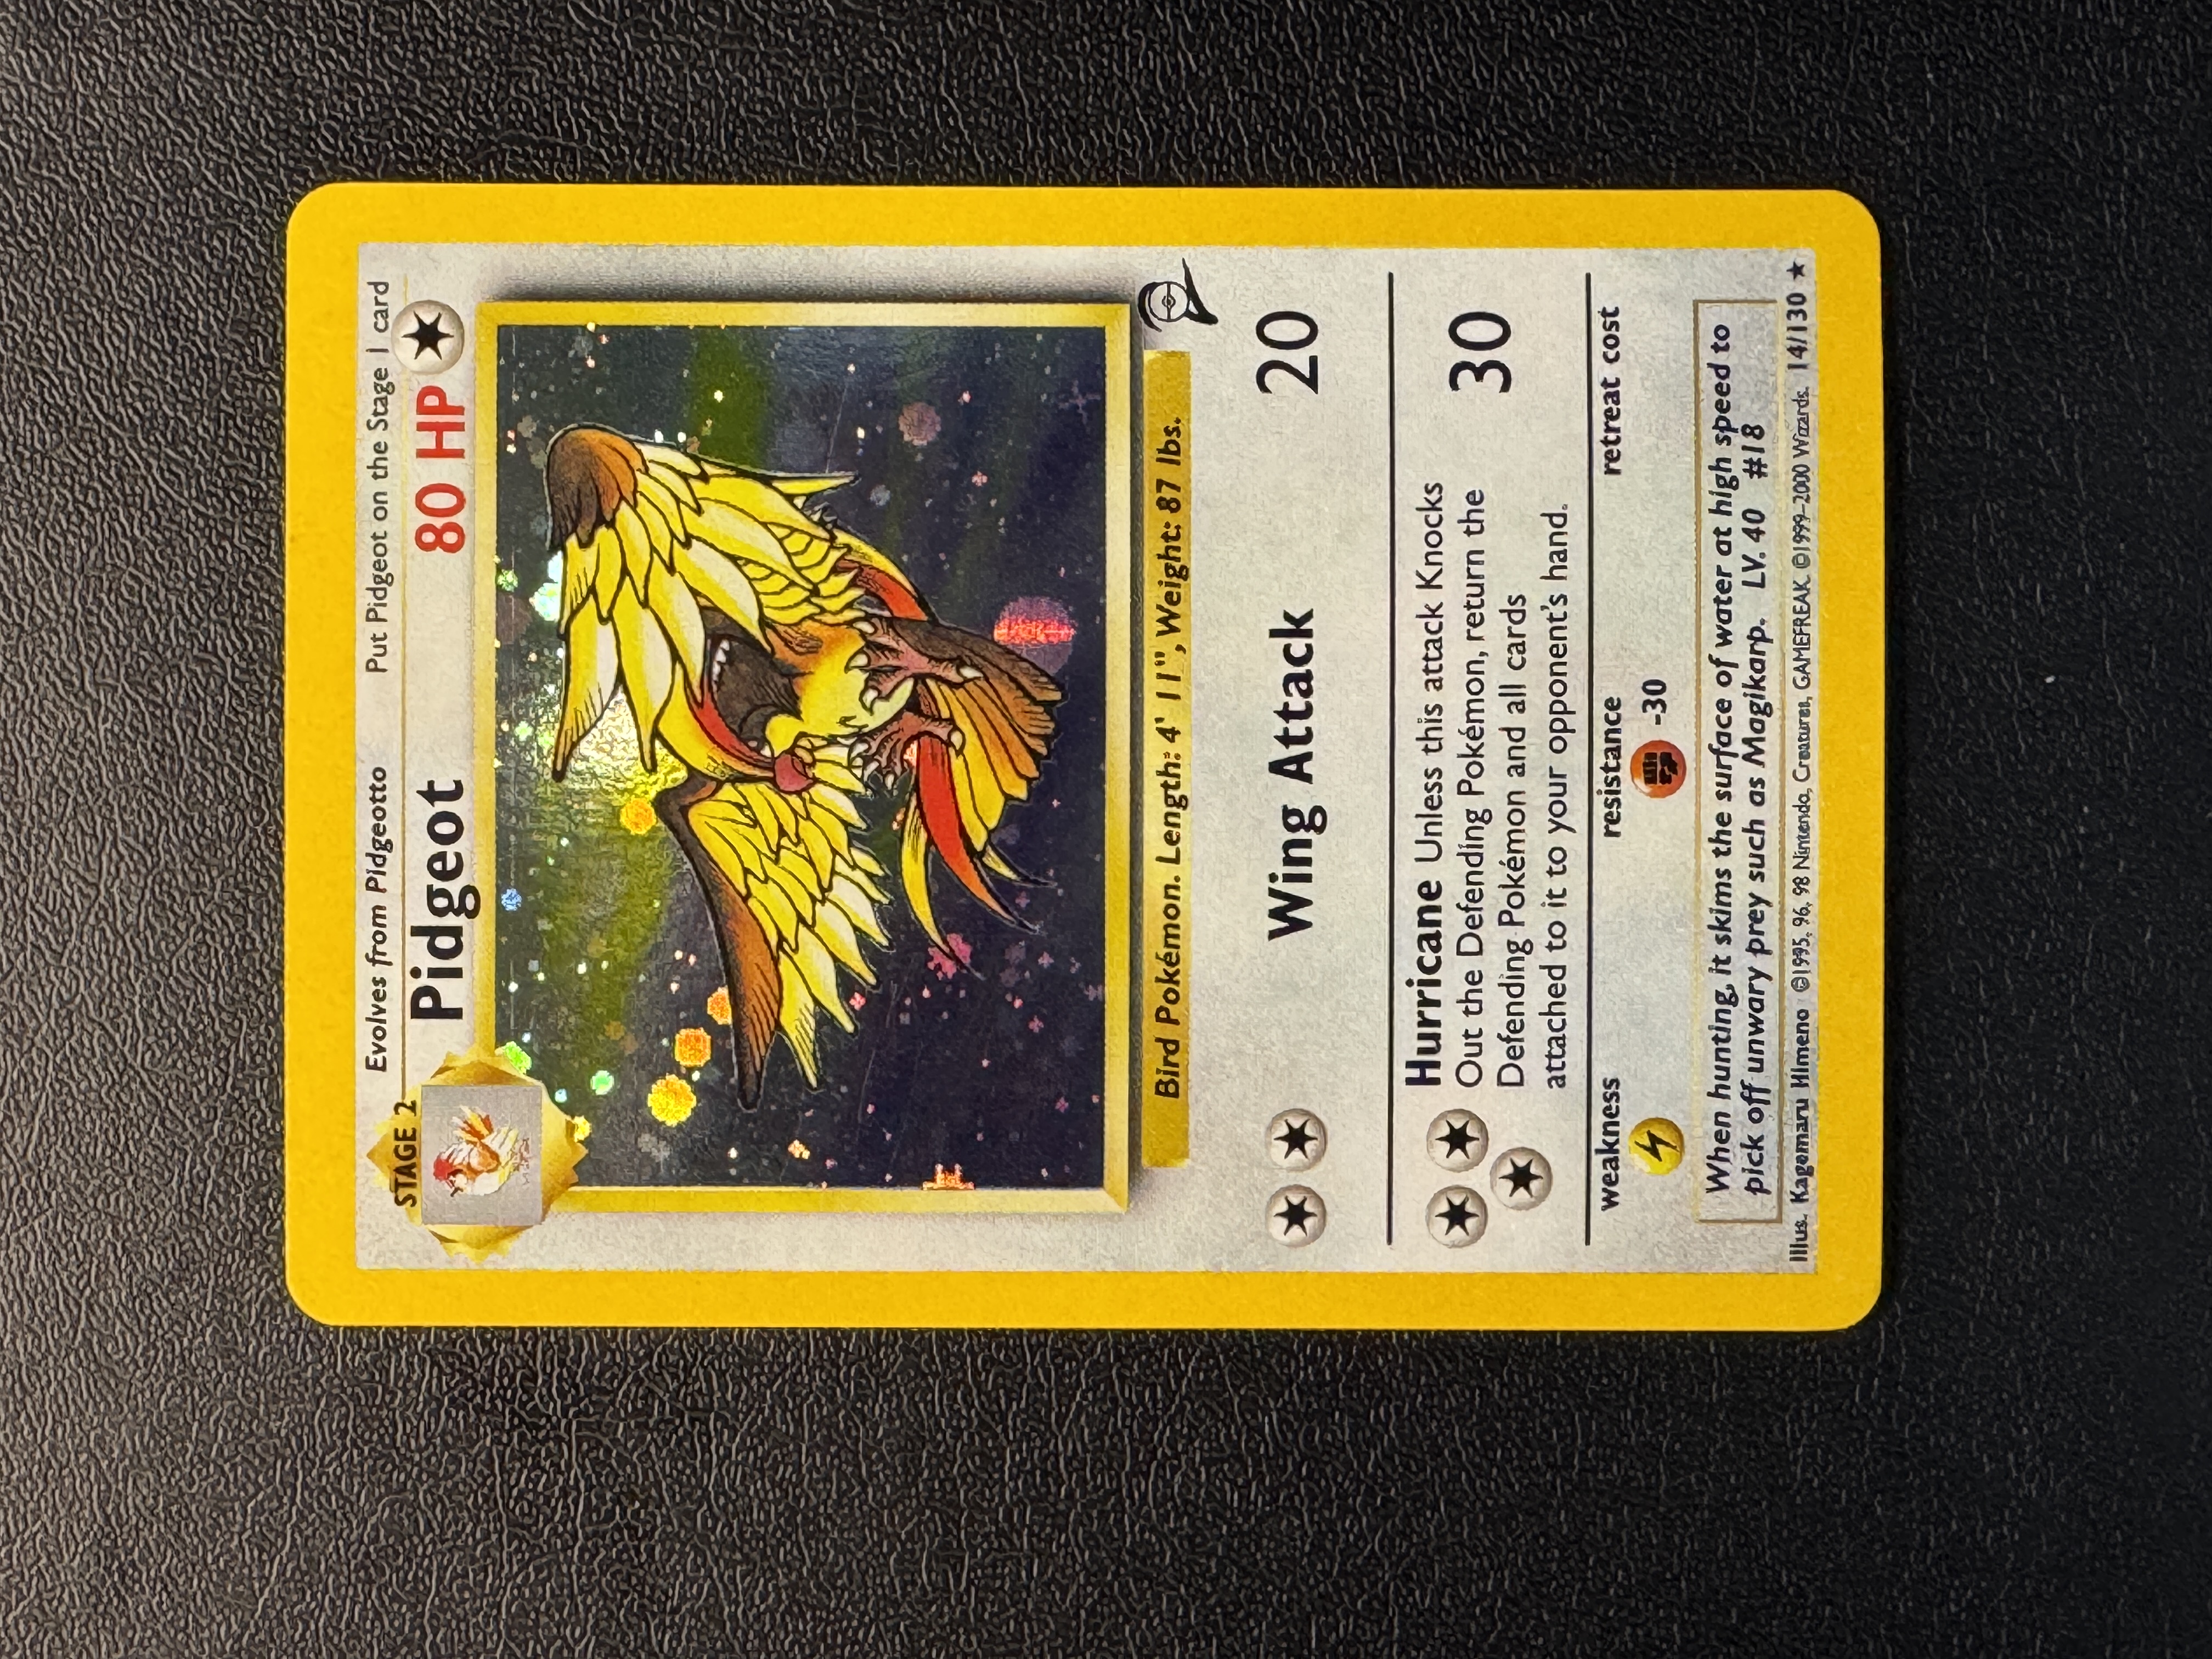 Evolves from Pidgeotto Put Pidgeot on the Stage 1 card
STAGE 2
Pidgeot 80 HP
Bird Pokémon. Length: 4' 11", Weight: 87 lbs.
Wing Attack 20
Hurricane Unless this attack Knocks
Out the Defending Pokémon, return the
Defending Pokémon and all cards
attached to it to your opponent's hand.
30
weakness resistance retreat cost
-30
When hunting, it skims the surface of water at high speed to
pick off unwary prey such as Magikarp. LV. 40 #18
Illus. Kagemaru Himeno ©1995, 96, 98 Nintendo, Creatures, GAMEFREAK. ©1999-2000 Wizards. 14/130 ★